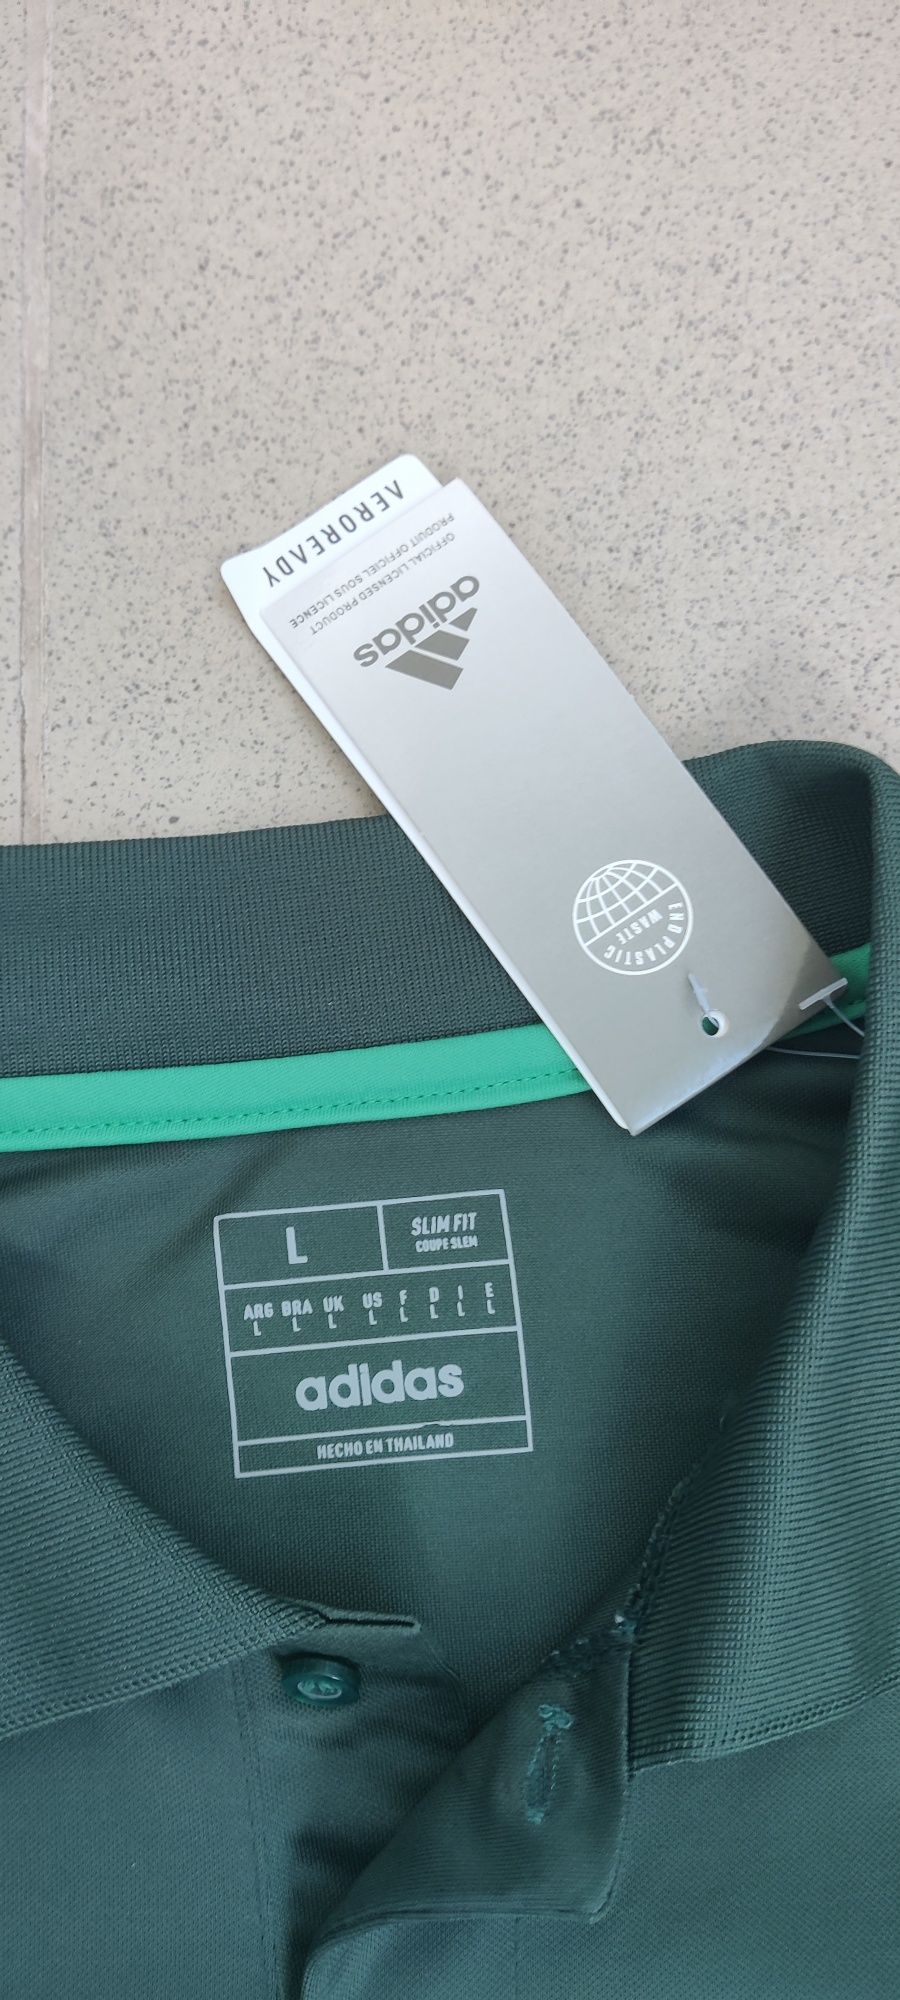 AEROREADY
OFFICIAL LICENSED PRODUCT
PRODUIT OFFICIEL SOUS LICENCE
adidas
END PLASTIC
WASTE
L
SLIM FIT
COUPE SLIM
ARG BRA UK US F D I E
L L L L L L L L
adidas
HECHO EN THAILAND